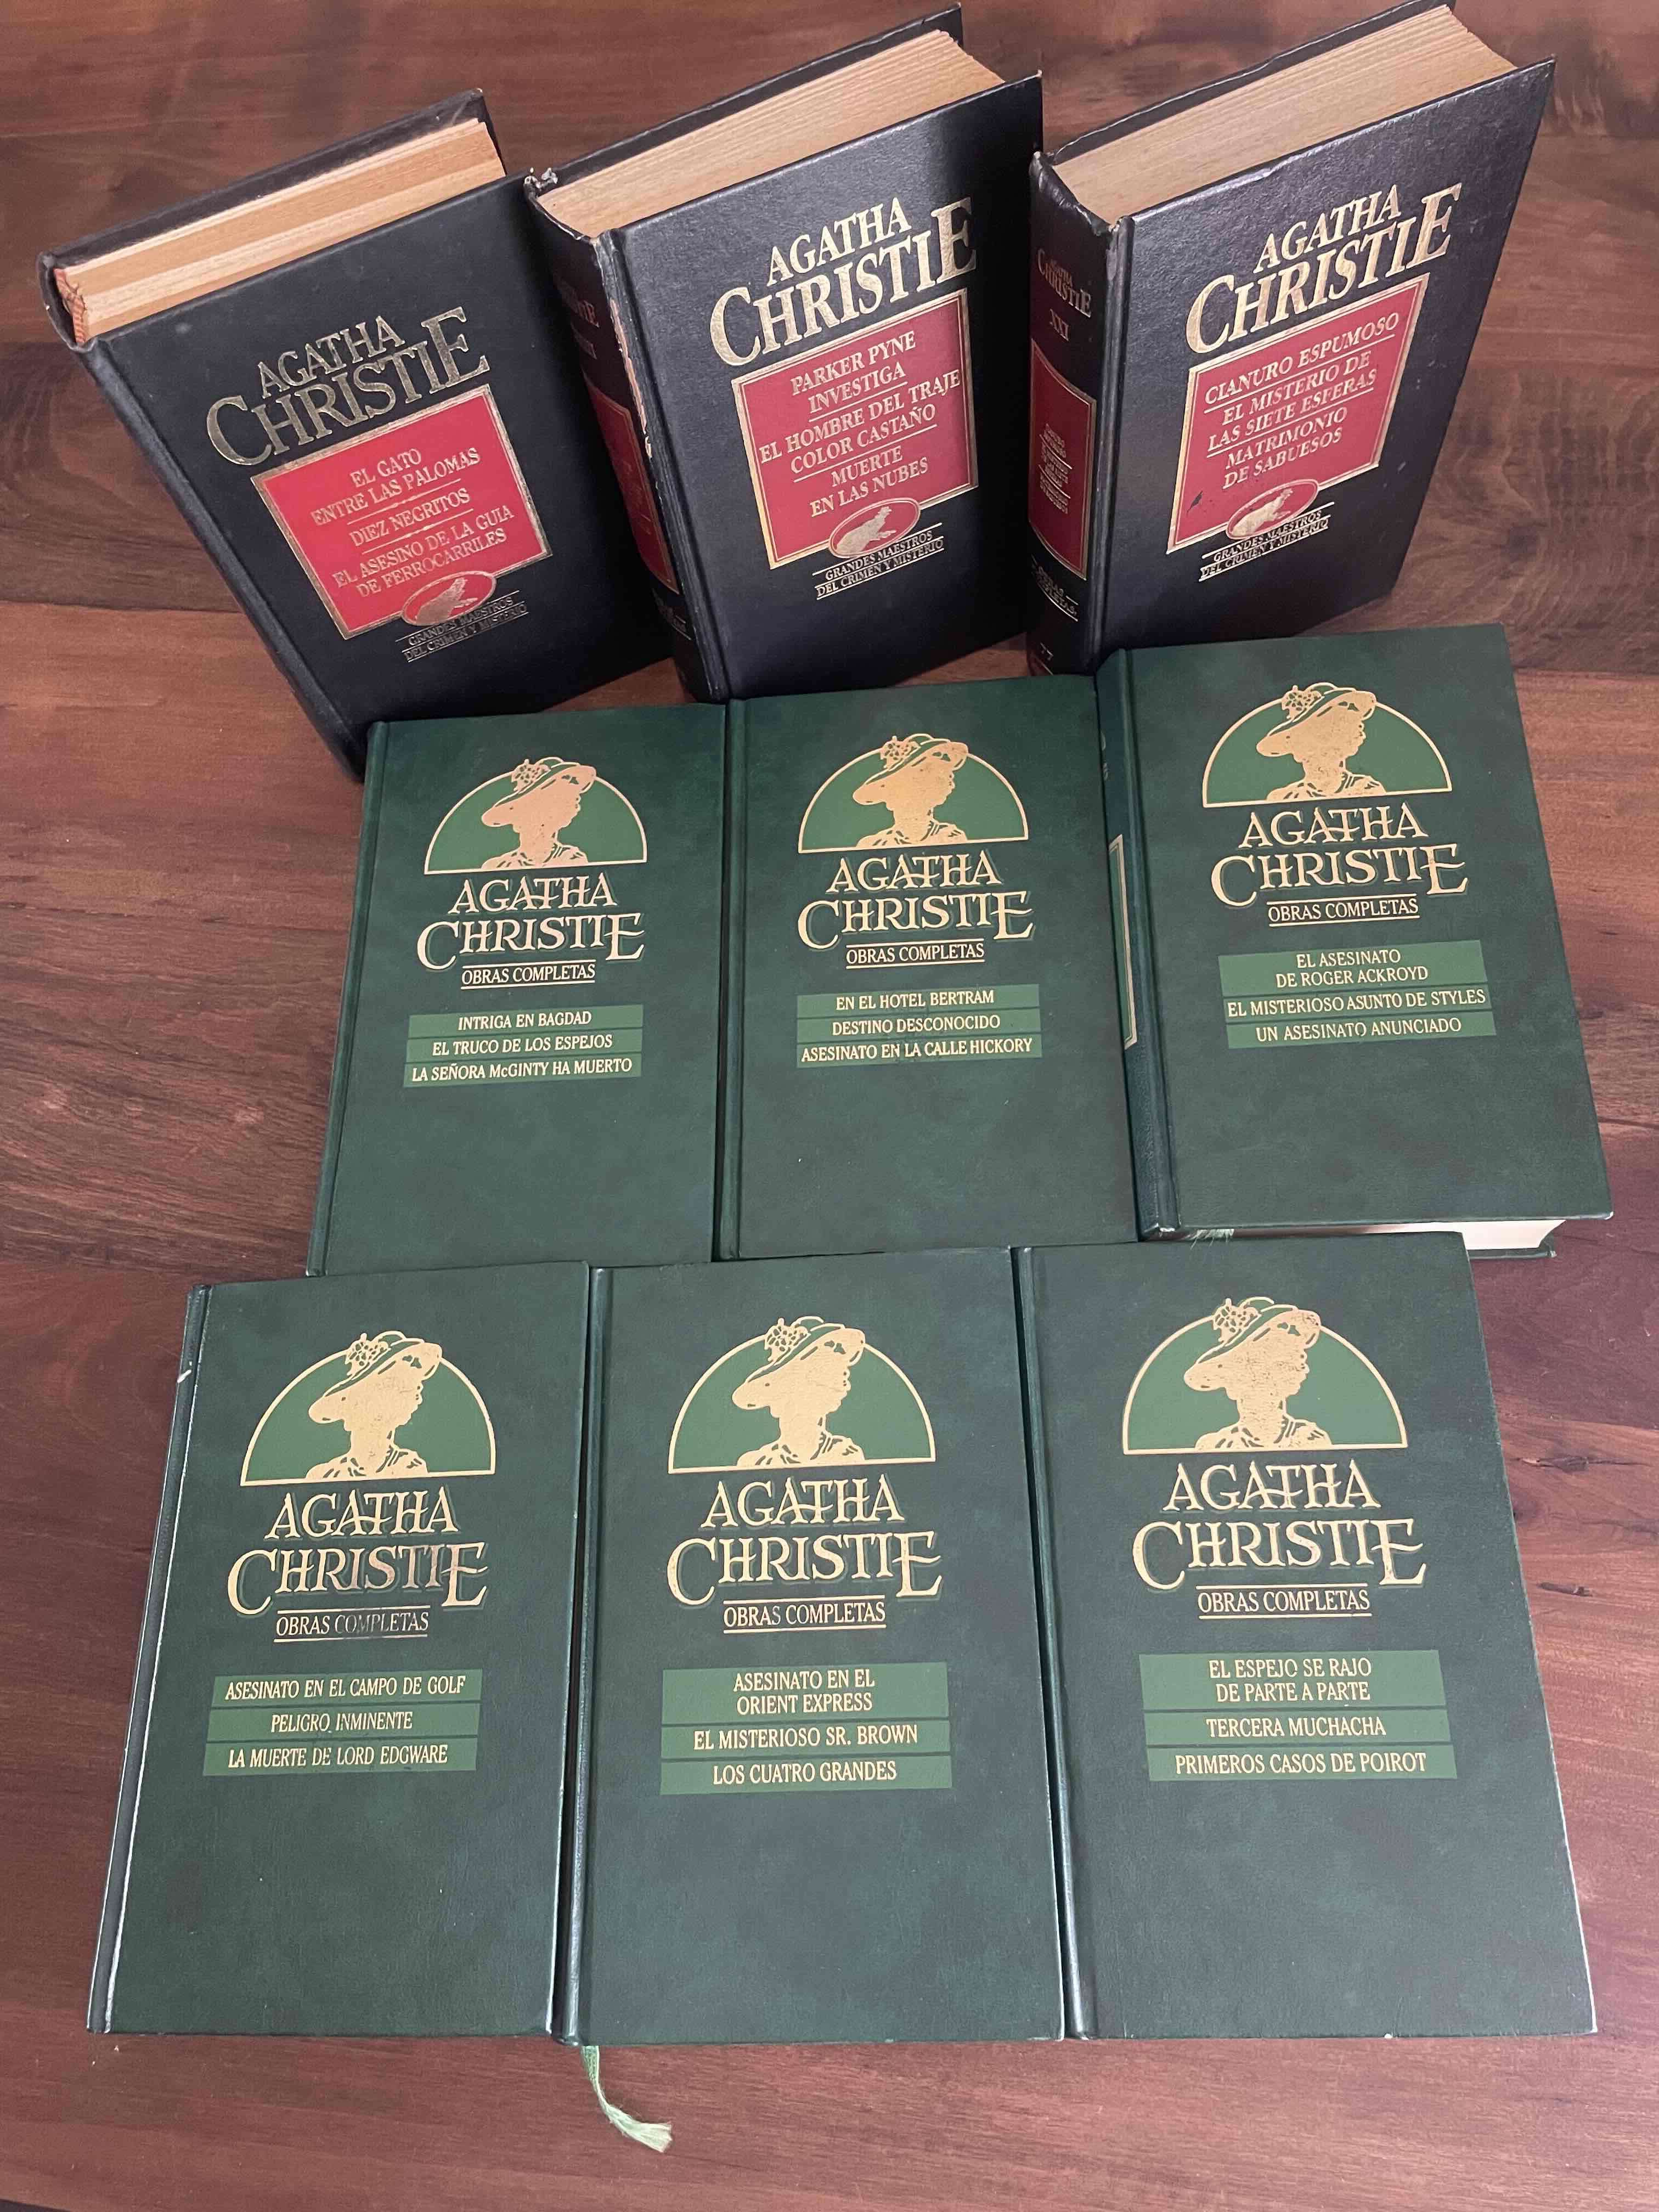 AGATHA
CHRISTIE
EL GATO
ENTRE LAS PALOMAS
DIEZ NEGRITOS
EL ASESINO DE LA GUIA
DE FERROCARRILES
GRANDES MAESTROS
DEL CRIMEN Y MISTERIO
AGATHA
CHRISTIE
PARKER PYNE
INVESTIGA
EL HOMBRE DEL TRAJE
COLOR CASTAÑO
MUERTE
EN LAS NUBES
GRANDES MAESTROS
DEL CRIMEN Y MISTERIO
AGATHA
CHRISTIE
XXI
77
AGATHA
CHRISTIE
CIANURO ESPUMOSO
EL MISTERIO DE
LAS SIETE ESFERAS
MATRIMONIO
DE SABUESOS
GRANDES MAESTROS
DEL CRIMEN Y MISTERIO
AGATHA
CHRISTIE
OBRAS COMPLETAS
INTRIGA EN BAGDAD
EL TRUCO DE LOS ESPEJOS
LA SEÑORA McGINTY HA MUERTO
AGATHA
CHRISTIE
OBRAS COMPLETAS
EN EL HOTEL BERTRAM
DESTINO DESCONOCIDO
ASESINATO EN LA CALLE HICKORY
AGATHA
CHRISTIE
OBRAS COMPLETAS
EL ASESINATO
DE ROGER ACKROYD
EL MISTERIOSO ASUNTO DE STYLES
UN ASESINATO ANUNCIADO
AGATHA
CHRISTIE
OBRAS COMPLETAS
ASESINATO EN EL CAMPO DE GOLF
PELIGRO INMINENTE
LA MUERTE DE LORD EDGWARE
AGATHA
CHRISTIE
OBRAS COMPLETAS
ASESINATO EN EL
ORIENT EXPRESS
EL MISTERIOSO SR. BROWN
LOS CUATRO GRANDES
AGATHA
CHRISTIE
OBRAS COMPLETAS
EL ESPEJO SE RAJO
DE PARTE A PARTE
TERCERA MUCHACHA
PRIMEROS CASOS DE POIROT